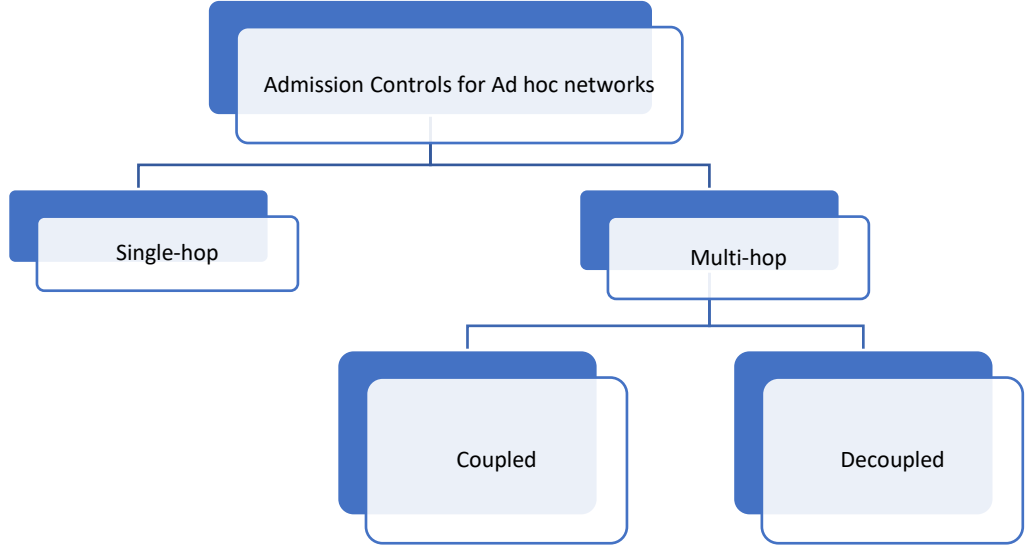 Admission Controls for Ad hoc networks
Single-hop
Multi-hop
Coupled
Decoupled